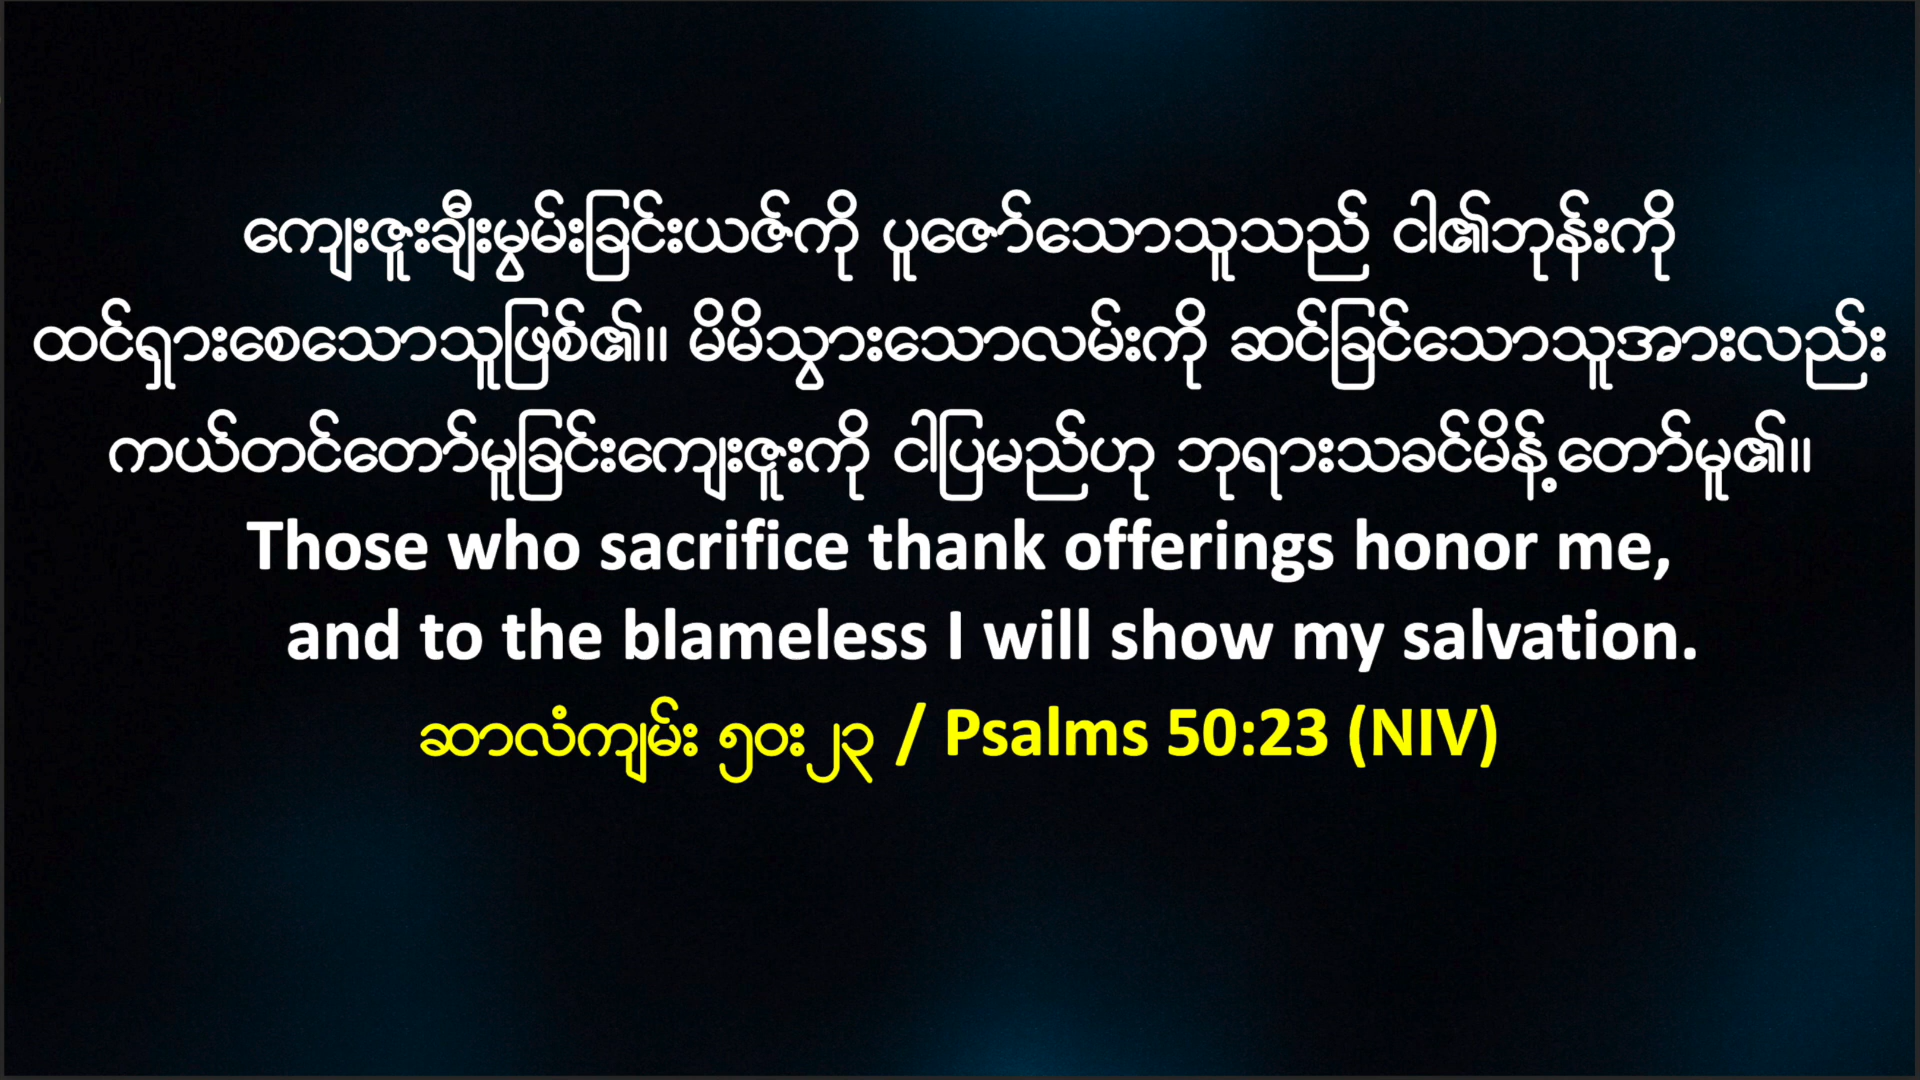 ကျေးဇူးချီးမွမ်းခြင်းယဇ်ကို ပူဇော်သောသူသည် ငါ၏ဘုန်းကို
ထင်ရှားစေသောသူဖြစ်၏။ မိမိသွားသောလမ်းကို ဆင်ခြင်သောသူအားလည်း
ကယ်တင်တော်မူခြင်းကျေးဇူးကို ငါပြမည်ဟု ဘုရားသခင်မိန့်တော်မူ၏။
Those who sacrifice thank offerings honor me,
and to the blameless I will show my salvation.
ဆာလံကျမ်း ၅၀း၂၃ / Psalms 50:23 (NIV)